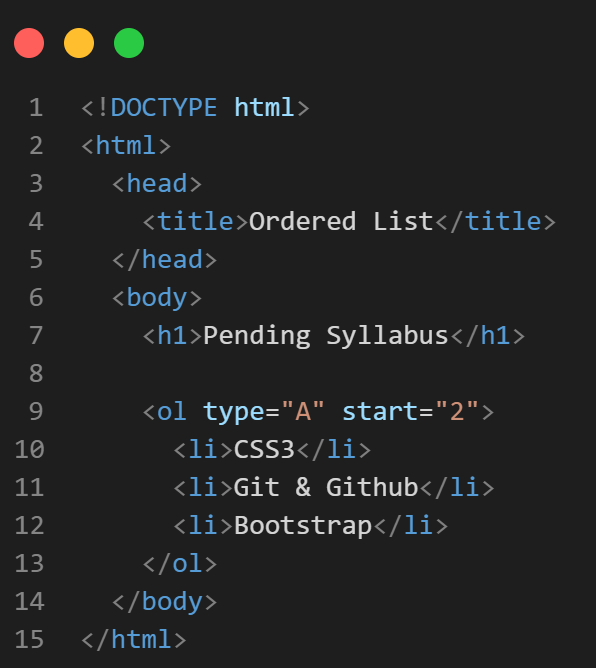 1 <!DOCTYPE html>
2 <html>
3   <head>
4     <title>Ordered List</title>
5   </head>
6   <body>
7     <h1>Pending Syllabus</h1>
8
9     <ol type="A" start="2">
10       <li>CSS3</li>
11       <li>Git & Github</li>
12       <li>Bootstrap</li>
13     </ol>
14   </body>
15 </html>